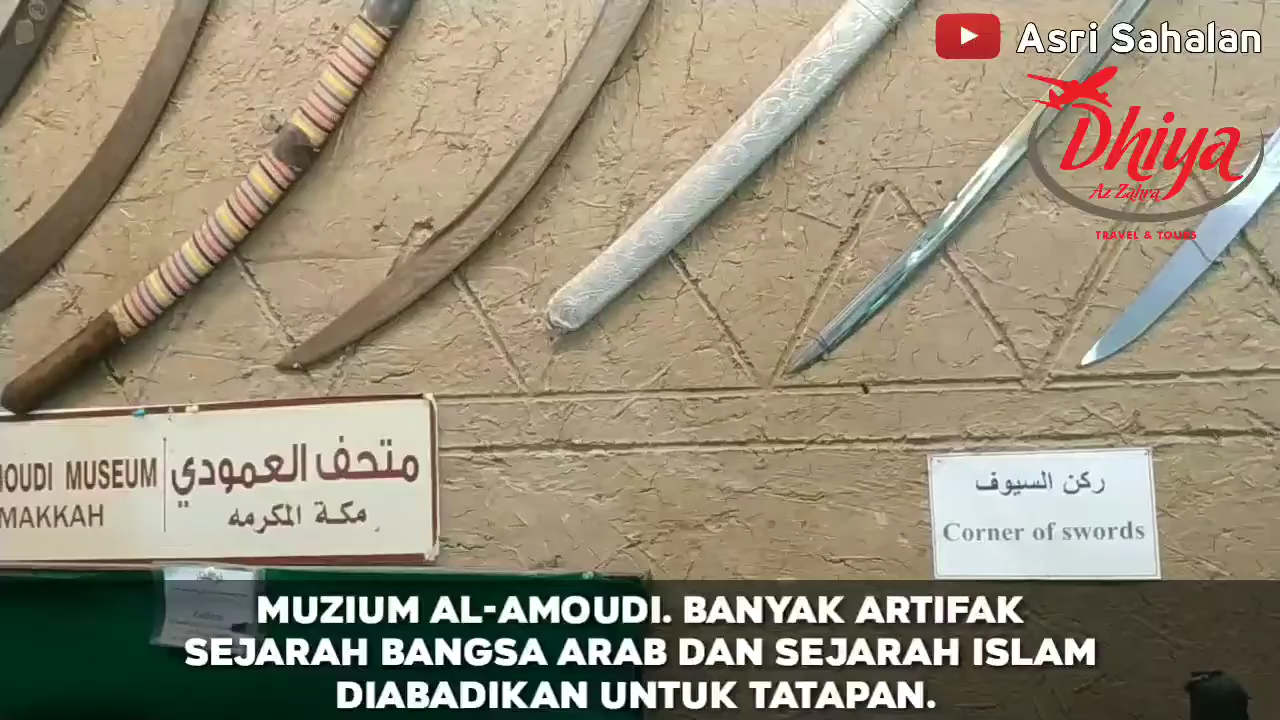 Asri Sahalan
Dhiya
Az Zahra
TRAVEL & TOURS
OUDI MUSEUM
MAKKAH
متحف العمودي
مكة المكرمه
ركن السيوف
Corner of swords
MUZIUM AL-AMOUDI. BANYAK ARTIFAK
SEJARAH BANGSA ARAB DAN SEJARAH ISLAM
DIABADIKAN UNTUK TATAPAN.